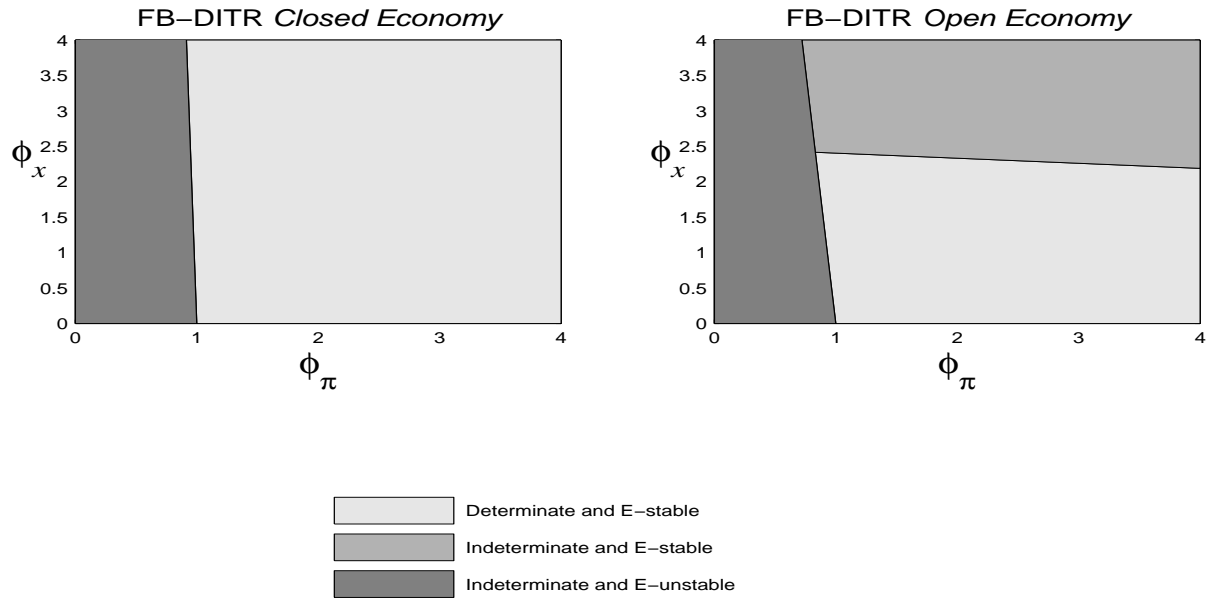 FB−DITR Closed Economy
FB−DITR Open Economy
4
3.5
3
2.5
2
1.5
1
0.5
0
ϕx
0 1 2 3 4
ϕπ
4
3.5
3
2.5
2
1.5
1
0.5
0
ϕx
0 1 2 3 4
ϕπ
Determinate and E−stable
Indeterminate and E−stable
Indeterminate and E−unstable